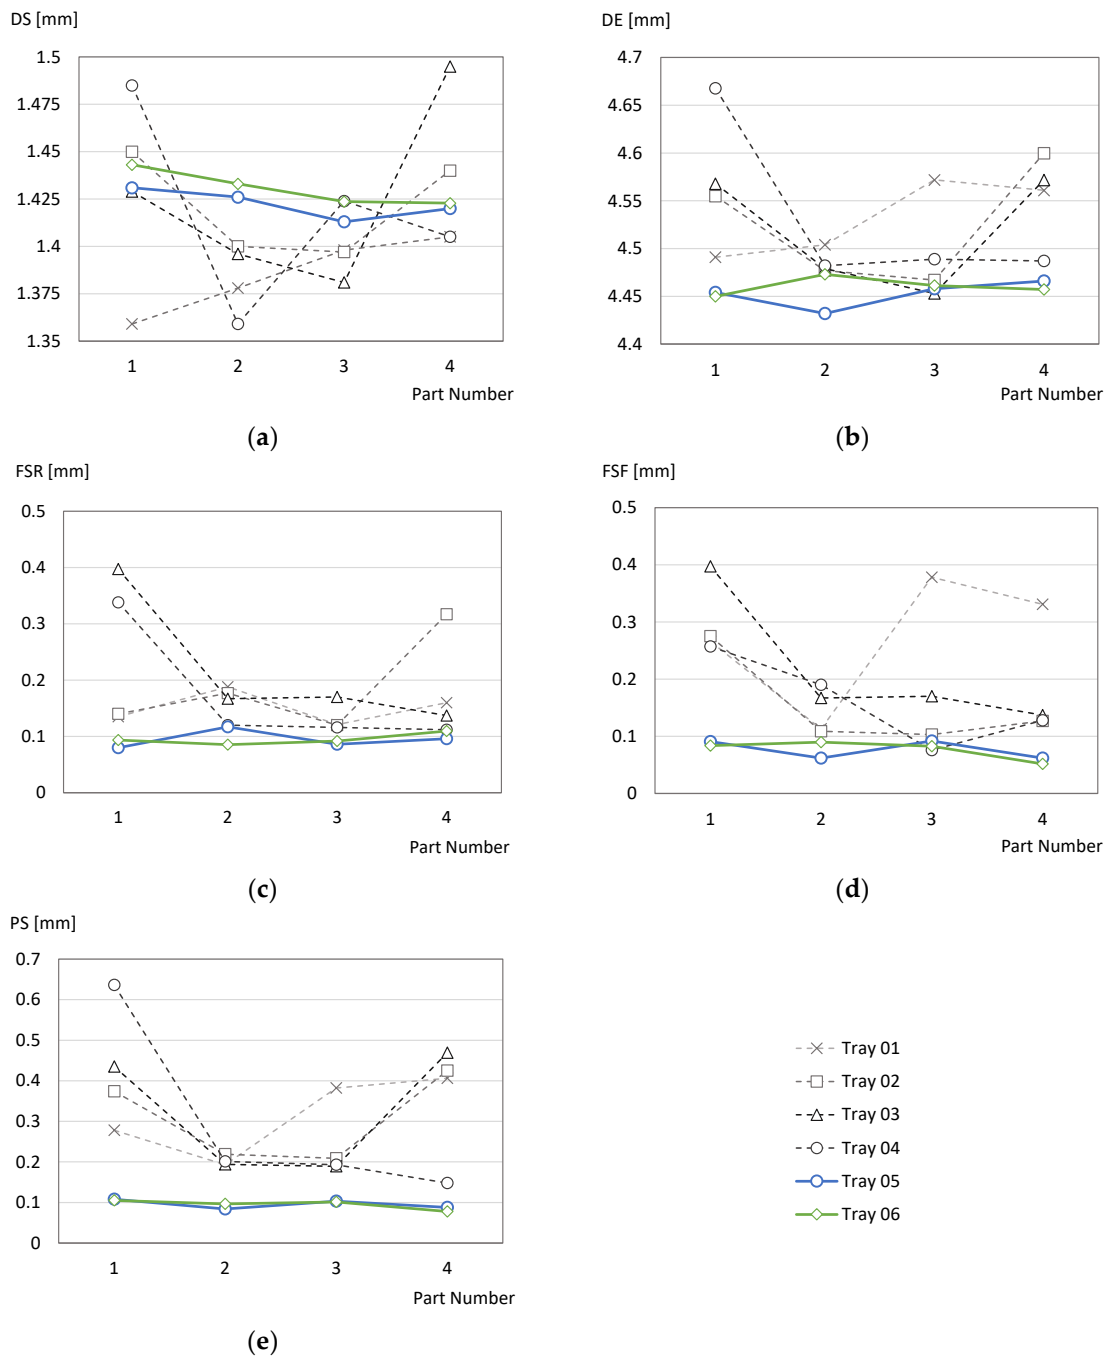 DS [mm]
1.5
1.475
1.45
1.425
1.4
1.375
1.35
1 2 3 4
Part Number
(a)
DE [mm]
4.7
4.65
4.6
4.55
4.5
4.45
4.4
1 2 3 4
Part Number
(b)
FSR [mm]
0.5
0.4
0.3
0.2
0.1
0
1 2 3 4
Part Number
(c)
FSF [mm]
0.5
0.4
0.3
0.2
0.1
0
1 2 3 4
Part Number
(d)
PS [mm]
0.7
0.6
0.5
0.4
0.3
0.2
0.1
0
1 2 3 4
Part Number
(e)
Tray 01
Tray 02
Tray 03
Tray 04
Tray 05
Tray 06